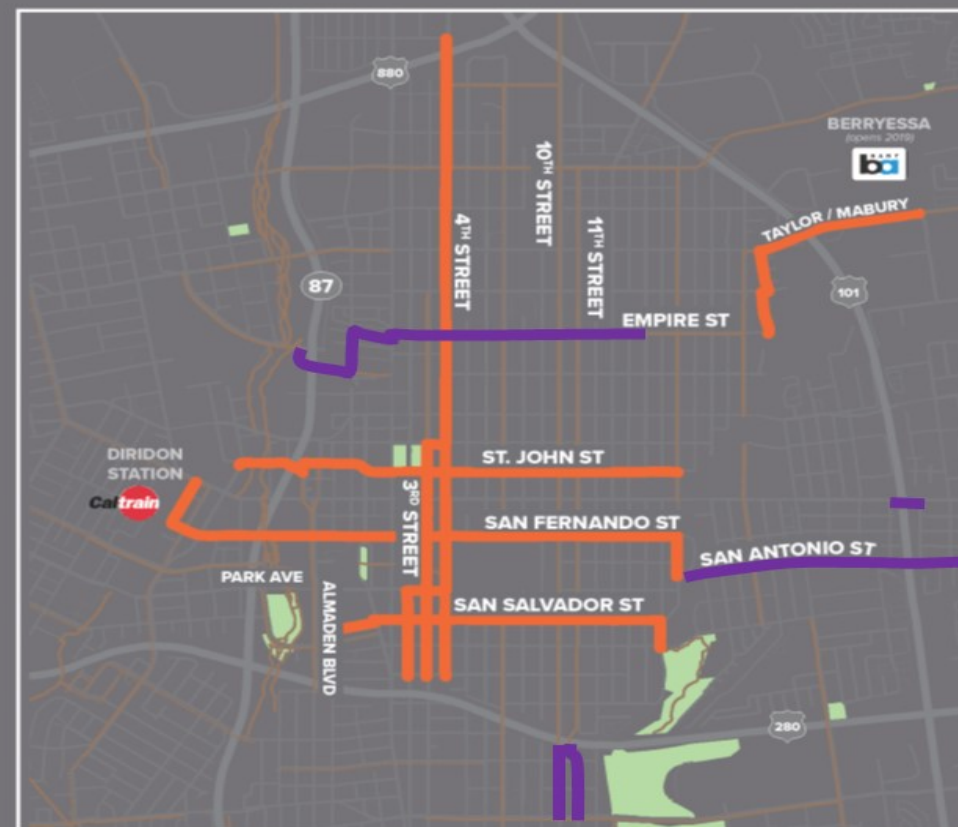 880
BERRYESSA
(opens 2019)
BART
ba
10TH STREET
4TH STREET
11TH STREET
TAYLOR / MABURY
87
101
EMPIRE ST
DIRIDON
STATION
Caltrain
ST. JOHN ST
3RD STREET
SAN FERNANDO ST
SAN ANTONIO ST
PARK AVE
ALMADEN BLVD
SAN SALVADOR ST
280